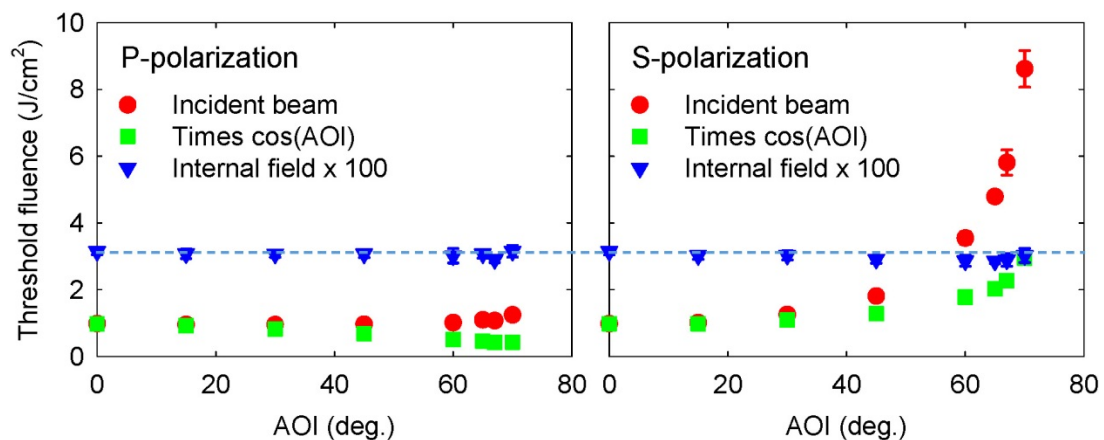 Threshold fluence (J/cm²)
10
8
6
4
2
0
P-polarization
Incident beam
Times cos(AOI)
Internal field x 100
0 20 40 60 80
AOI (deg.)
S-polarization
Incident beam
Times cos(AOI)
Internal field x 100
0 20 40 60 80
AOI (deg.)